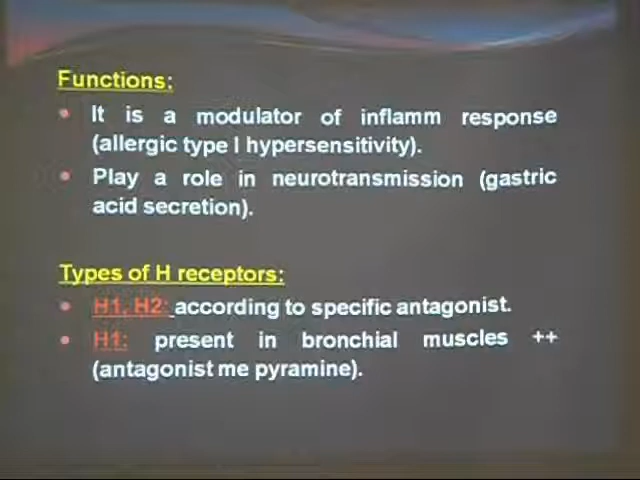 Functions:
• It is a modulator of inflamm response
(allergic type I hypersensitivity).
• Play a role in neurotransmission (gastric
acid secretion).
Types of H receptors:
• H1, H2: according to specific antagonist.
• H1: present in bronchial muscles ++
(antagonist me pyramine).